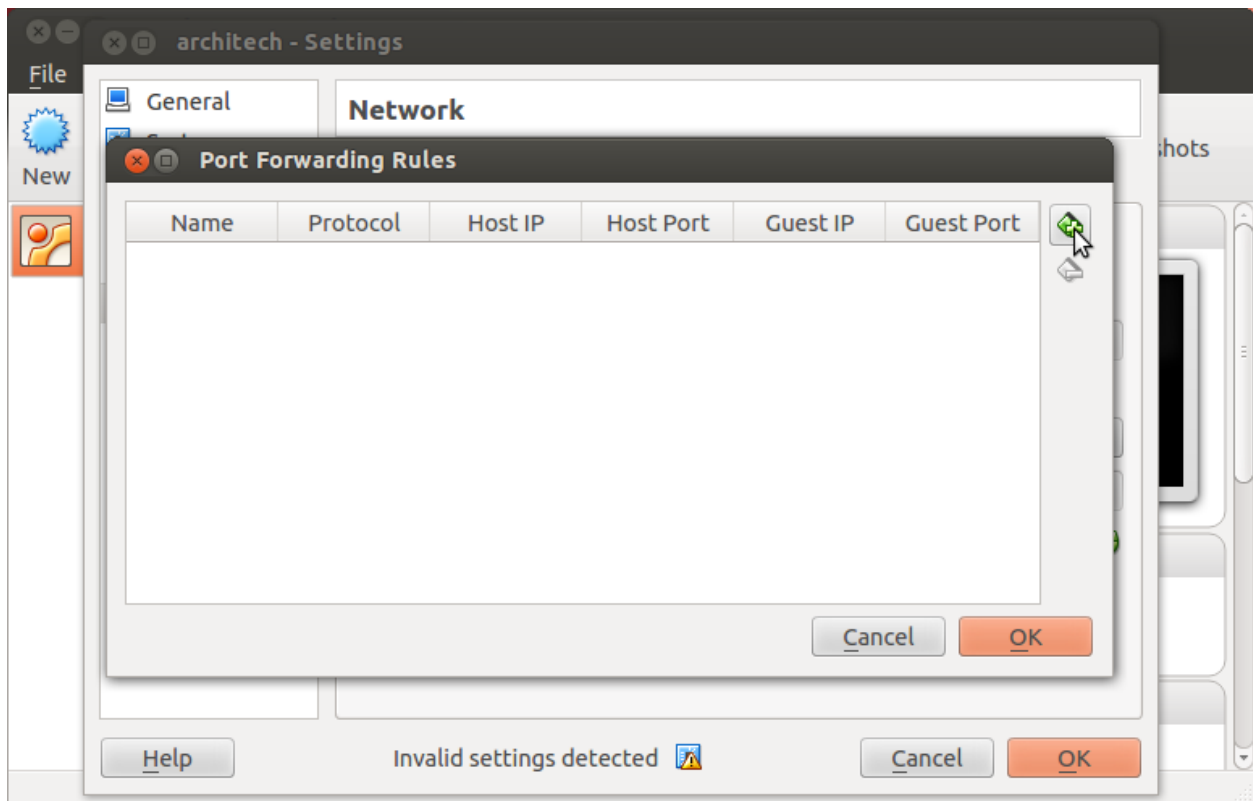 architech - Settings
File
General
Network
New
shots
Port Forwarding Rules
Name Protocol Host IP Host Port Guest IP Guest Port
Cancel OK
Help Invalid settings detected Cancel OK